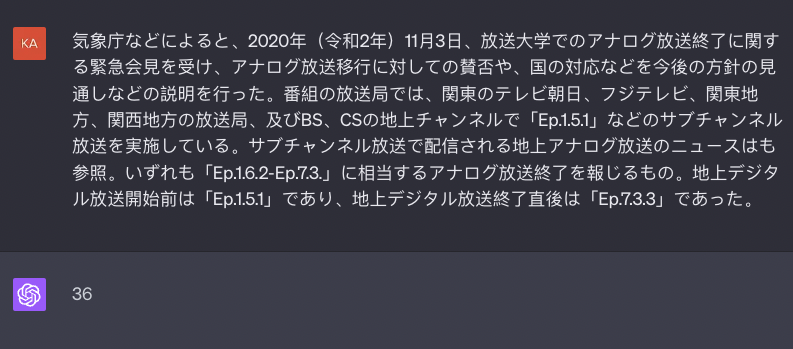 KA
気象庁などによると、2020年（令和2年）11月3日、放送大学でのアナログ放送終了に関す
る緊急会見を受け、アナログ放送移行に対しての賛否や、国の対応などを今後の方針の見
通しなどの説明を行った。番組の放送局では、関東のテレビ朝日、フジテレビ、関東地
方、関西地方の放送局、及びBS、CSの地上チャンネルで「Ep.1.5.1」などのサブチャンネル
放送を実施している。サブチャンネル放送で配信される地上アナログ放送のニュースはも
参照。いずれも「Ep.1.6.2-Ep.7.3.」に相当するアナログ放送終了を報じるもの。地上デジタ
ル放送開始前は「Ep.1.5.1」であり、地上デジタル放送終了直後は「Ep.7.3.3」であった。
36